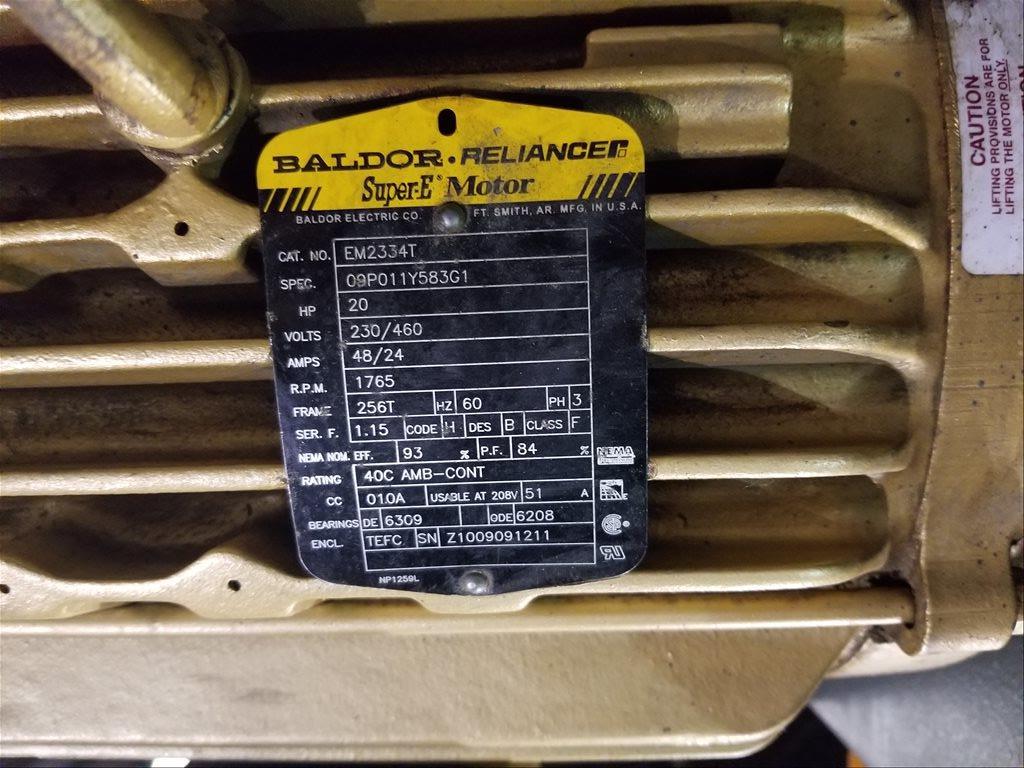 BALDOR • RELIANCER
Super-E® Motor
BALDOR ELECTRIC CO. FT. SMITH, AR. MFG. IN U.S.A.
CAT. NO. EM2334T
SPEC. 09P011Y583G1
HP 20
VOLTS 230/460
AMPS 48/24
R.P.M. 1765
FRAME 256T HZ 60 PH 3
SER. F. 1.15 CODE H DES B CLASS F
NEMA NOM. EFF. 93 % P.F. 84 %
NEMA
RATING 40C AMB-CONT
CC 010A USABLE AT 208V 51 A
BEARINGS DE 6309 ODE 6208
ENCL. TEFC SN Z1009091211
NP1259L
CAUTION
LIFTING PROVISIONS ARE FOR
LIFTING THE MOTOR ONLY.